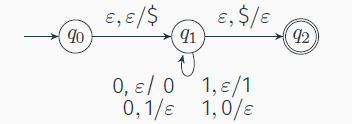 ε, ε/$ ε, $/ε
q0 q1 q2
0, ε/ 0 1, ε/1
0, 1/ε 1, 0/ε